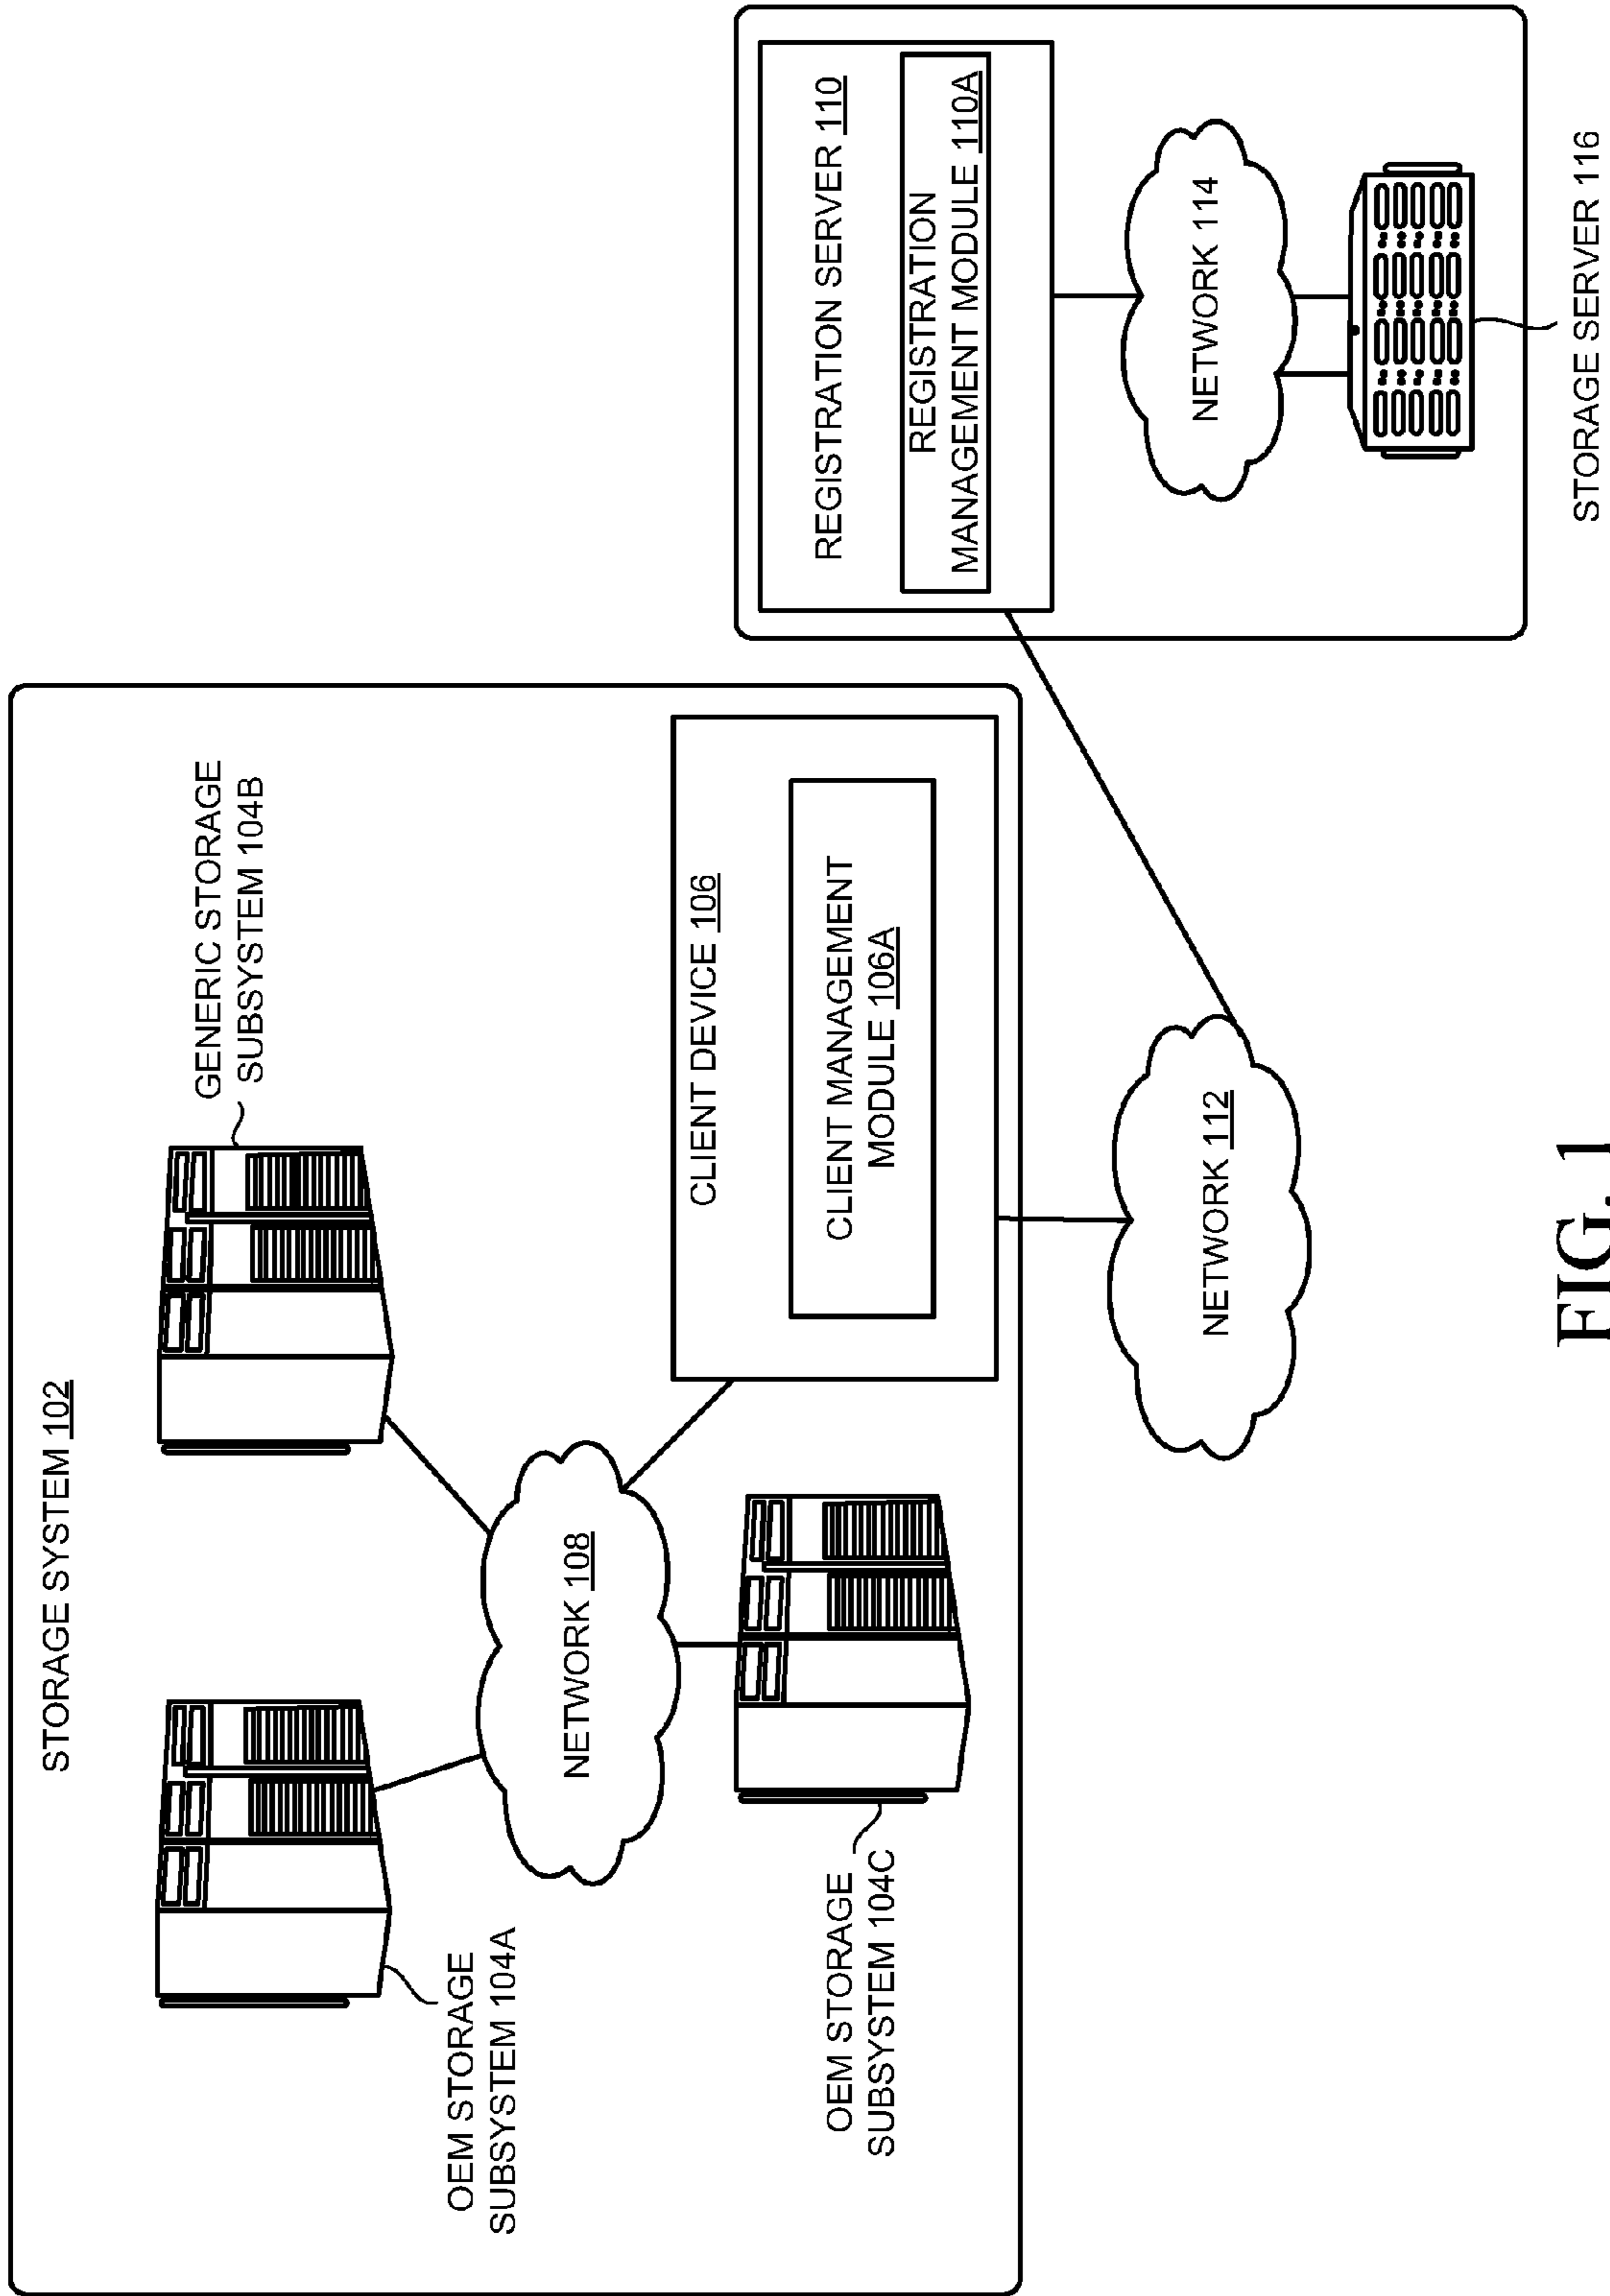 STORAGE SYSTEM 102
OEM STORAGE
SUBSYSTEM 104A
GENERIC STORAGE
SUBSYSTEM 104B
NETWORK 108
OEM STORAGE
SUBSYSTEM 104C
CLIENT DEVICE 106
CLIENT MANAGEMENT
MODULE 106A
NETWORK 112
REGISTRATION SERVER 110
REGISTRATION
MANAGEMENT MODULE 110A
NETWORK 114
STORAGE SERVER 116
FIG. 1